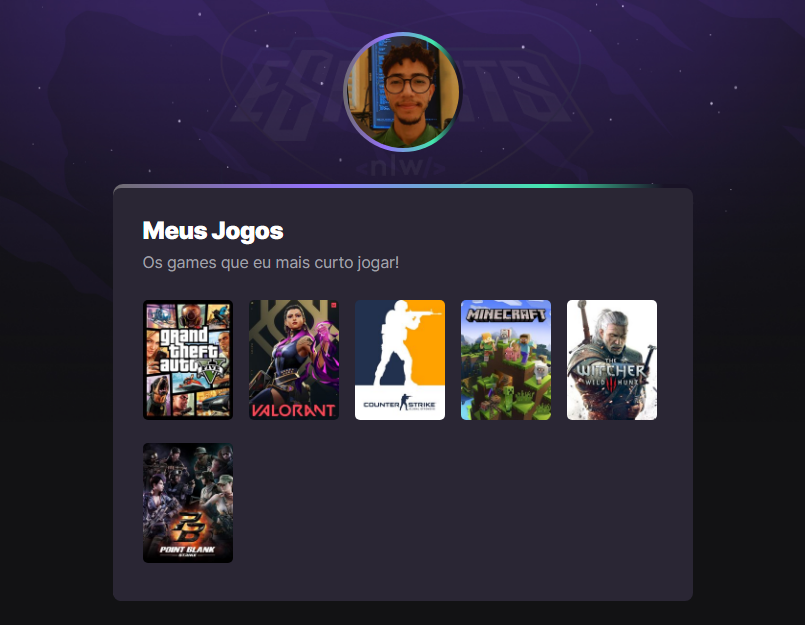 ESPORTS
<nlw/>
Meus Jogos
Os games que eu mais curto jogar!
grand
theft
auto
V
FIVE
VALORANT
COUNTER STRIKE
MINECRAFT
THE
WITCHER
WILD HUNT
PB
POINT BLANK